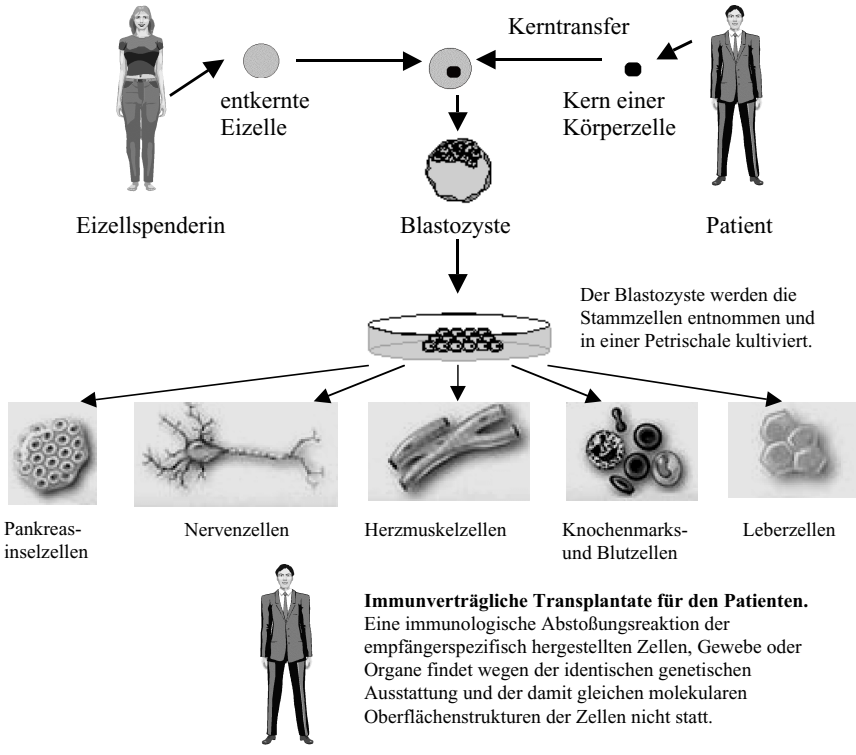 Kerntransfer
entkernte
Eizelle
Kern einer
Körperzelle
Eizellspenderin
Blastozyste
Patient
Der Blastozyste werden die
Stammzellen entnommen und
in einer Petrischale kultiviert.
Pankreas-
inselzellen
Nervenzellen
Herzmuskelzellen
Knochenmarks-
und Blutzellen
Leberzellen
Immunverträgliche Transplantate für den Patienten.
Eine immunologische Abstoßungsreaktion der
empfängerspezifisch hergestellten Zellen, Gewebe oder
Organe findet wegen der identischen genetischen
Ausstattung und der damit gleichen molekularen
Oberflächenstrukturen der Zellen nicht statt.